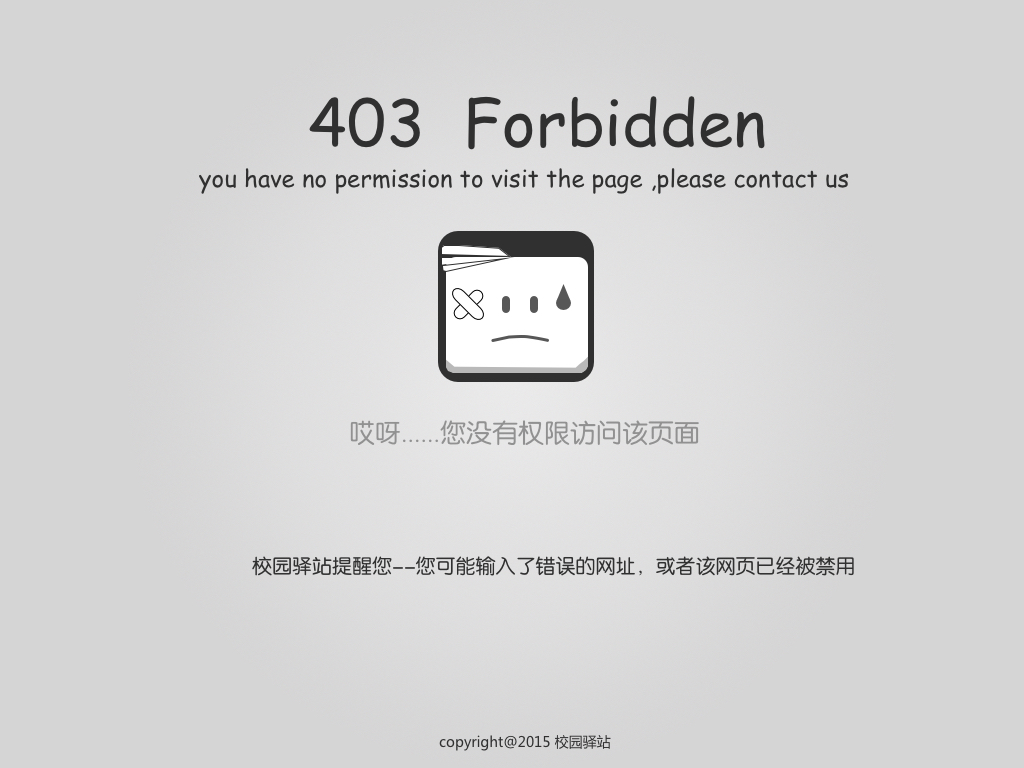 403 Forbidden
you have no permission to visit the page ,please contact us
哎呀......您没有权限访问该页面
校园驿站提醒您--您可能输入了错误的网址，或者该网页已经被禁用
copyright@2015 校园驿站